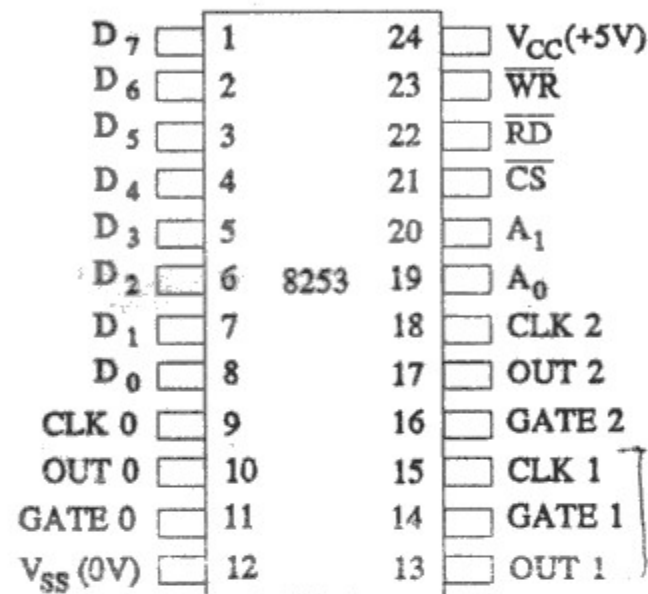 D7 1 24 VCC(+5V)
D6 2 23 W̅R̅
D5 3 22 R̅D̅
D4 4 21 C̅S̅
D3 5 20 A1
D2 6 8253 19 A0
D1 7 18 CLK 2
D0 8 17 OUT 2
CLK 0 9 16 GATE 2
OUT 0 10 15 CLK 1
GATE 0 11 14 GATE 1
VSS (0V) 12 13 OUT 1